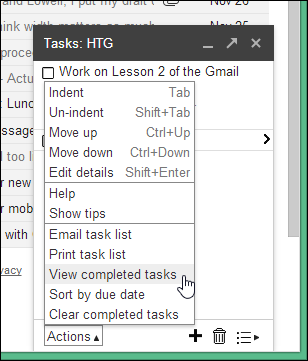 and Lowell, I put my draft
Nov 26
think width matters so much
Nov 25
Tasks: HTG
Work on Lesson 2 of the Gmail
Indent Tab
Un-indent Shift+Tab
Move up Ctrl+Up
Move down Ctrl+Down
Edit details Shift+Enter
Help
Show tips
Email task list
Print task list
View completed tasks
Sort by due date
Clear completed tasks
Actions
proce
- Actu
: Lunc
essage
d too l
r new
r mob
with G
vacy